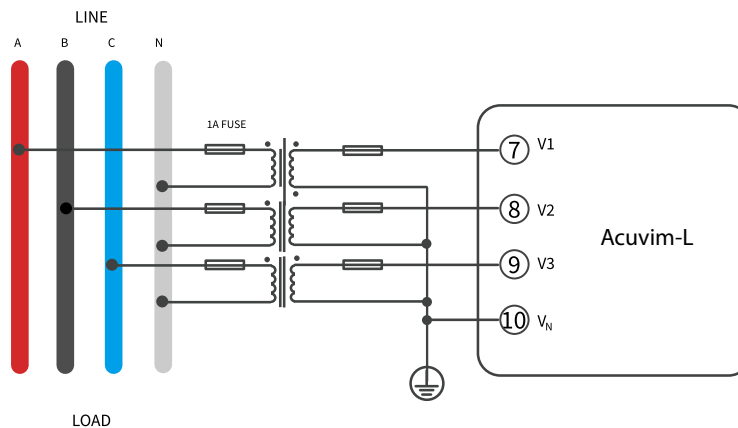 LINE
A B C N
1A FUSE
7 V1
8 V2
9 V3
10 VN
Acuvim-L
LOAD